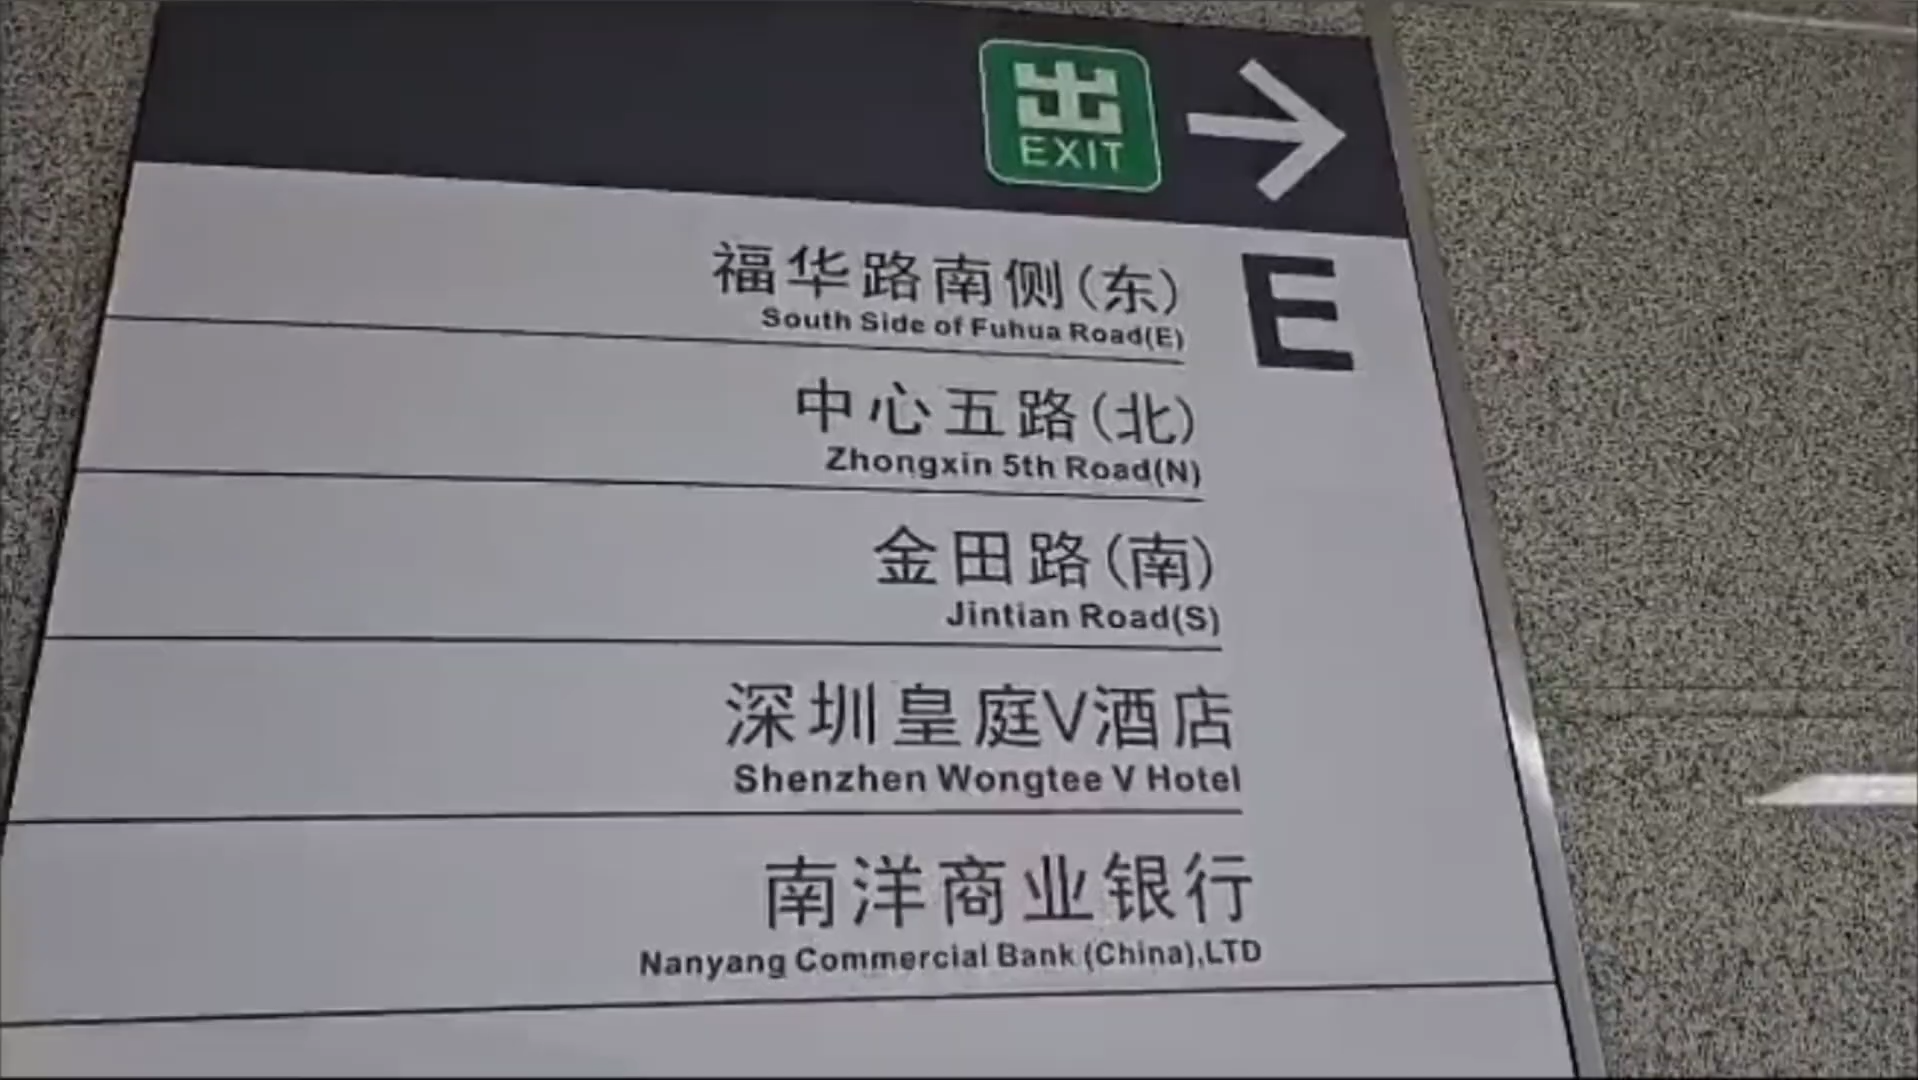 出
EXIT
福华路南侧(东)
South Side of Fuhua Road(E)
E
中心五路(北)
Zhongxin 5th Road(N)
金田路(南)
Jintian Road(S)
深圳皇庭V酒店
Shenzhen Wongtee V Hotel
南洋商业银行
Nanyang Commercial Bank (China),LTD